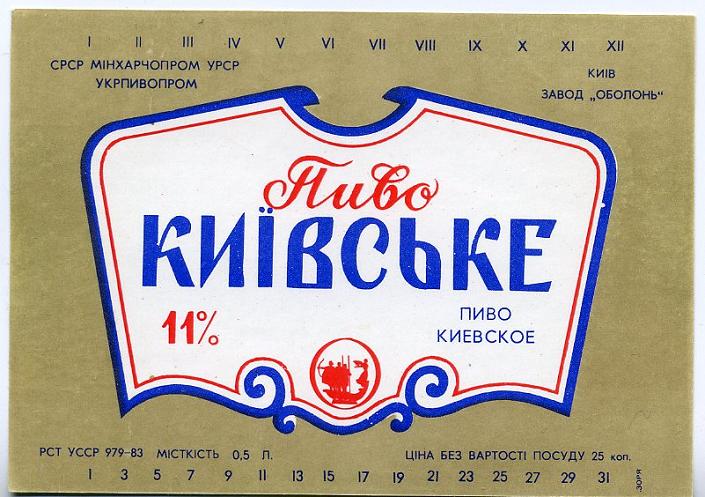 I II III IV V VI VII VIII IX X XI XII
СРСР МІНХАРЧОПРОМ УРСР
УКРПИВОПРОМ
КИІВ
ЗАВОД „ОБОЛОНЬ"
Пиво
КИЇВСЬКЕ
11%
ПИВО
КИЕВСКОЕ
РСТ УССР 979–83 МІСТКІСТЬ 0,5 Л.
ЦІНА БЕЗ ВАРТОСТІ ПОСУДУ 25 коп.
1 3 5 7 9 11 13 15 17 19 21 23 25 27 29 31
ЗОРЯ